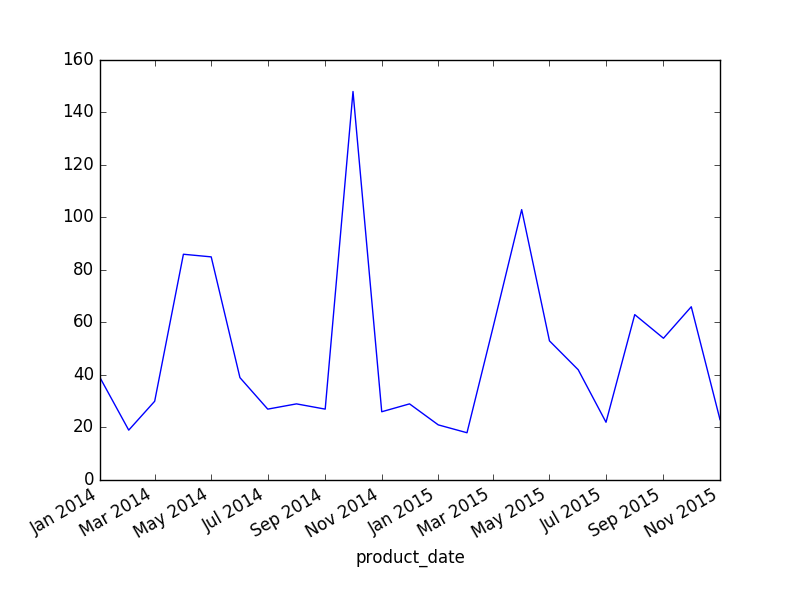 160
140
120
100
80
60
40
20
0
Jan 2014
Mar 2014
May 2014
Jul 2014
Sep 2014
Nov 2014
Jan 2015
Mar 2015
May 2015
Jul 2015
Sep 2015
Nov 2015
product_date